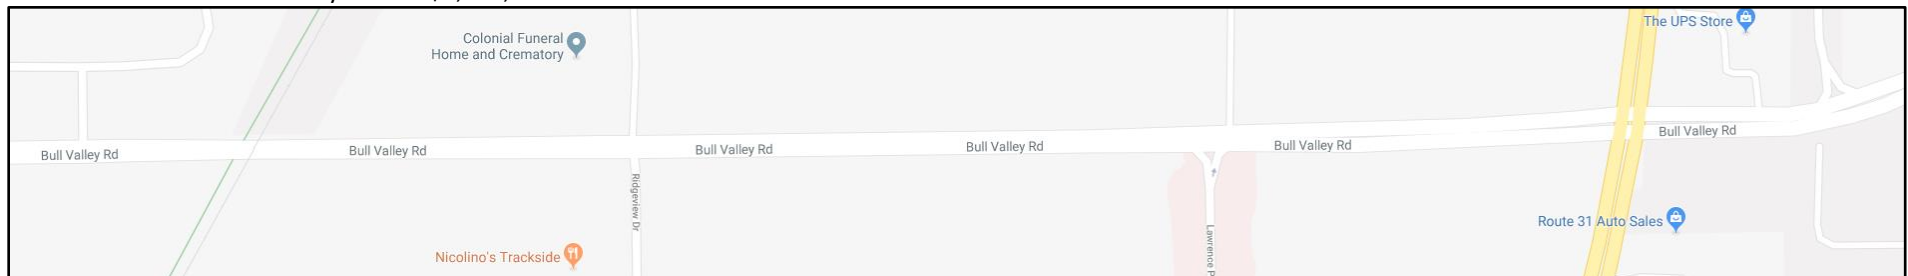 The UPS Store
Colonial Funeral
Home and Crematory
Bull Valley Rd
Bull Valley Rd
Bull Valley Rd
Bull Valley Rd
Bull Valley Rd
Bull Valley Rd
Ridgeview Dr
Route 31 Auto Sales
Lawrence P
Nicolino's Trackside